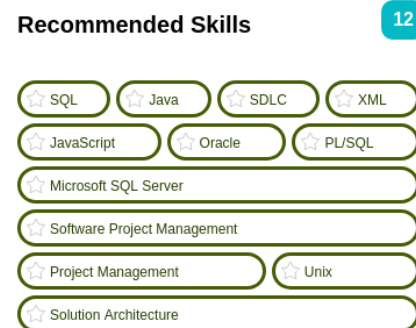 Recommended Skills 12
SQL Java SDLC XML
JavaScript Oracle PL/SQL
Microsoft SQL Server
Software Project Management
Project Management Unix
Solution Architecture